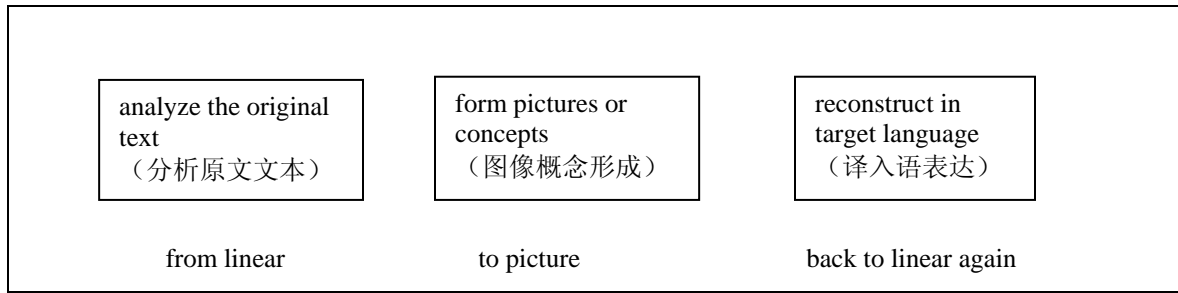 analyze the original
text
（分析原文文本）
form pictures or
concepts
（图像概念形成）
reconstruct in
target language
（译入语表达）
from linear
to picture
back to linear again